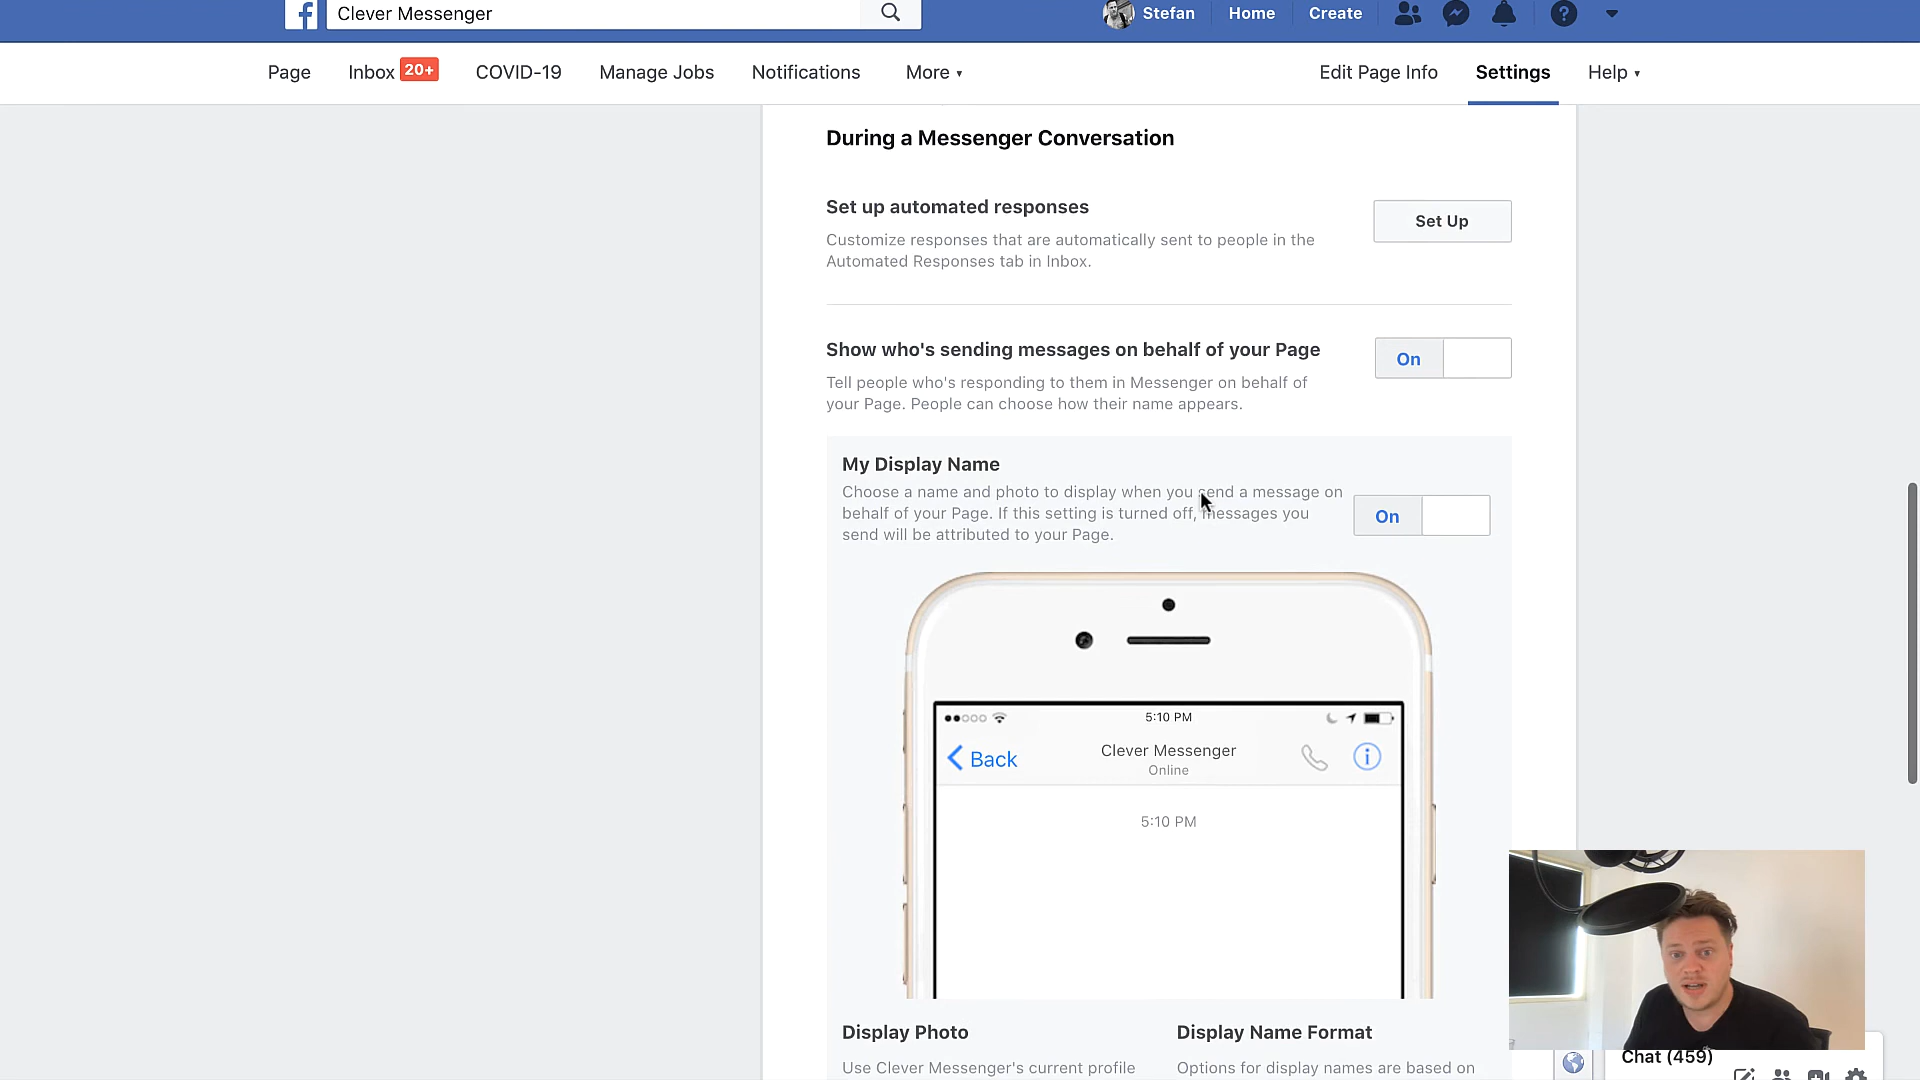 Clever Messenger
Stefan
Home
Create
Page
Inbox 20+
COVID-19
Manage Jobs
Notifications
More
Edit Page Info
Settings
Help
During a Messenger Conversation
Set up automated responses
Customize responses that are automatically sent to people in the
Automated Responses tab in Inbox.
Set Up
Show who's sending messages on behalf of your Page
Tell people who's responding to them in Messenger on behalf of
your Page. People can choose how their name appears.
On
My Display Name
Choose a name and photo to display when you send a message on
behalf of your Page. If this setting is turned off, messages you
send will be attributed to your Page.
On
5:10 PM
Back
Clever Messenger
Online
5:10 PM
Display Photo
Use Clever Messenger's current profile
Display Name Format
Options for display names are based on
Chat (459)